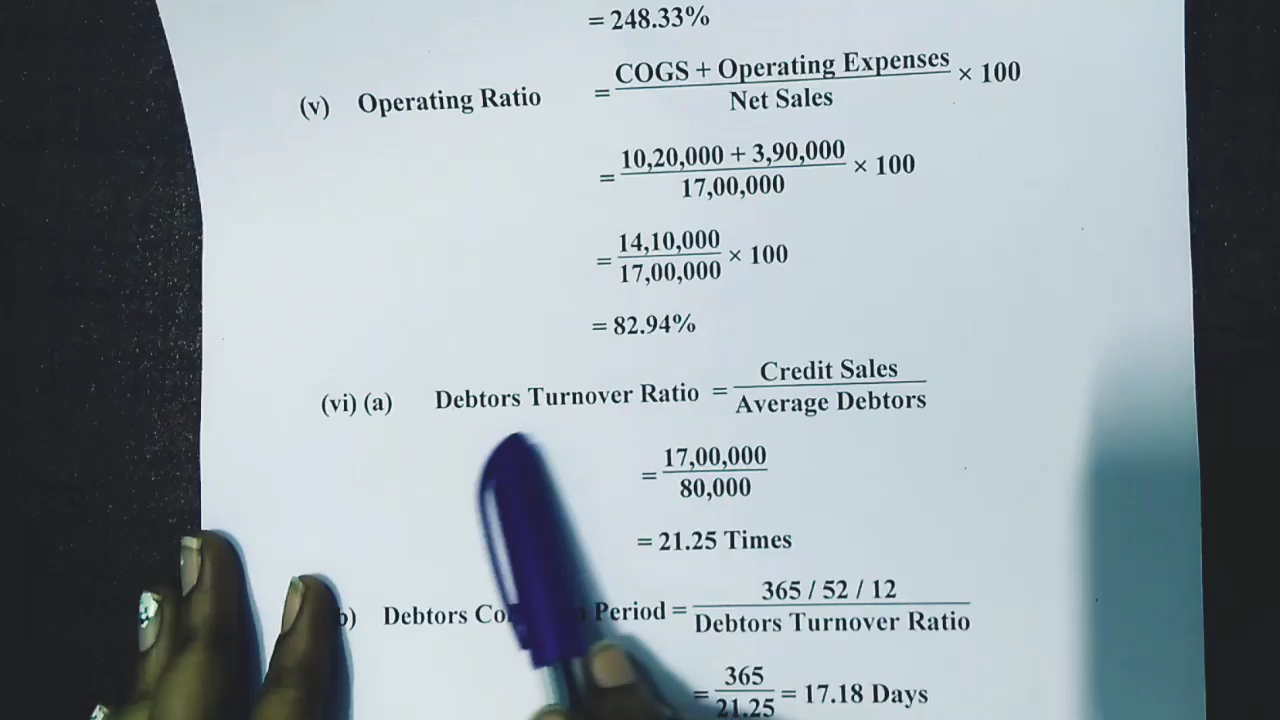 = 248.33%
(v) Operating Ratio = COGS + Operating Expenses / Net Sales × 100
= 10,20,000 + 3,90,000 / 17,00,000 × 100
= 14,10,000 / 17,00,000 × 100
= 82.94%
(vi) (a) Debtors Turnover Ratio = Credit Sales / Average Debtors
= 17,00,000 / 80,000
= 21.25 Times
b) Debtors Period = 365 / 52 / 12 / Debtors Turnover Ratio
= 365 / 21.25 = 17.18 Days